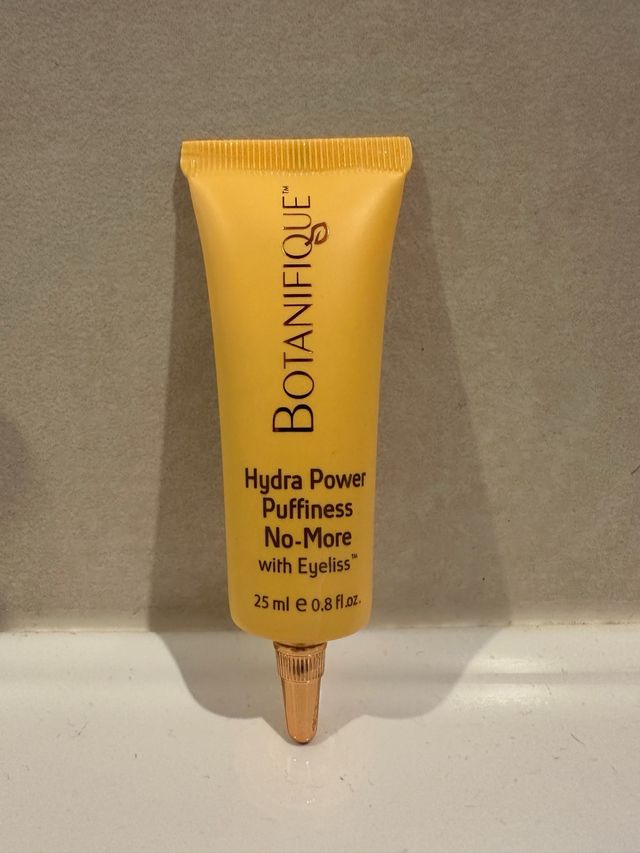 BOTANIFIQUE™
Hydra Power
Puffiness
No-More
with Eyeliss™
25 ml e 0.8 fl.oz.